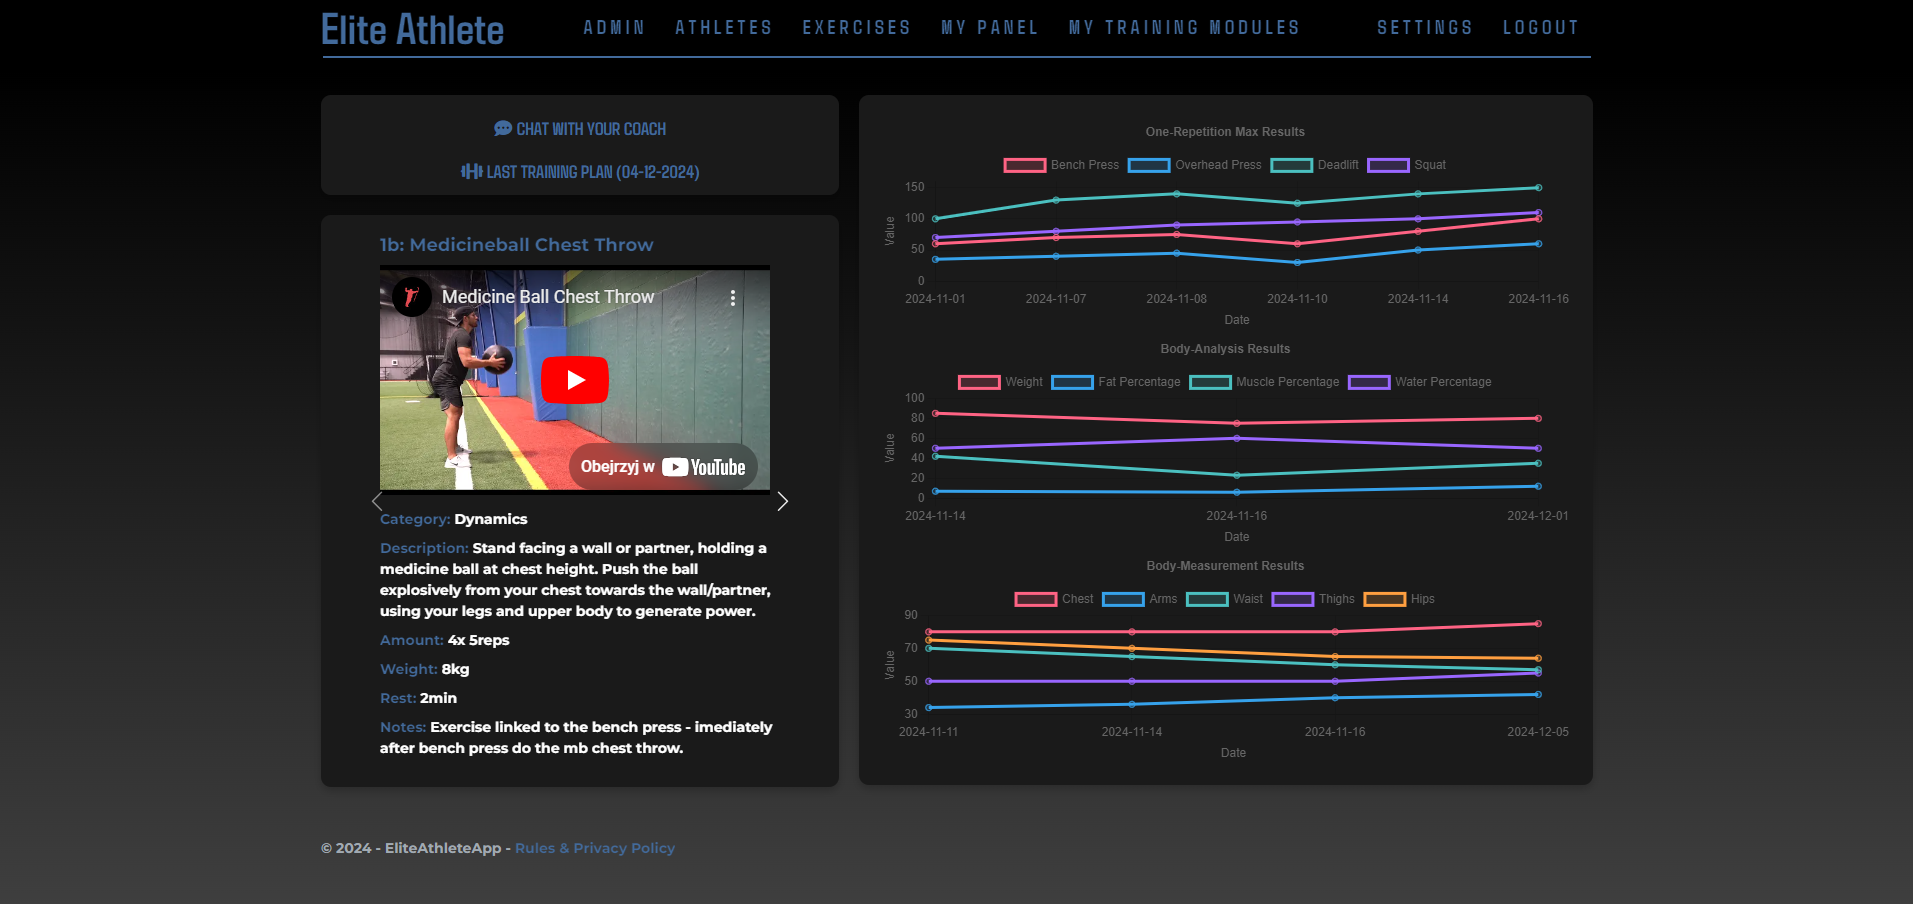 Elite Athlete
ADMIN ATHLETES EXERCISES MY PANEL MY TRAINING MODULES SETTINGS LOGOUT
CHAT WITH YOUR COACH
LAST TRAINING PLAN (04-12-2024)
1b: Medicineball Chest Throw
Medicine Ball Chest Throw
Obejrzyj w YouTube
Category: Dynamics
Description: Stand facing a wall or partner, holding a
medicine ball at chest height. Push the ball
explosively from your chest towards the wall/partner,
using your legs and upper body to generate power.
Amount: 4x 5reps
Weight: 8kg
Rest: 2min
Notes: Exercise linked to the bench press - imediately
after bench press do the mb chest throw.
One-Repetition Max Results
Bench Press Overhead Press Deadlift Squat
150
100
50
0
Value
2024-11-01 2024-11-07 2024-11-08 2024-11-10 2024-11-14 2024-11-16
Date
Body-Analysis Results
Weight Fat Percentage Muscle Percentage Water Percentage
100
80
60
40
20
0
Value
2024-11-14 2024-11-16 2024-12-01
Date
Body-Measurement Results
Chest Arms Waist Thighs Hips
90
70
50
30
Value
2024-11-11 2024-11-14 2024-11-16 2024-12-05
Date
© 2024 - EliteAthleteApp - Rules & Privacy Policy